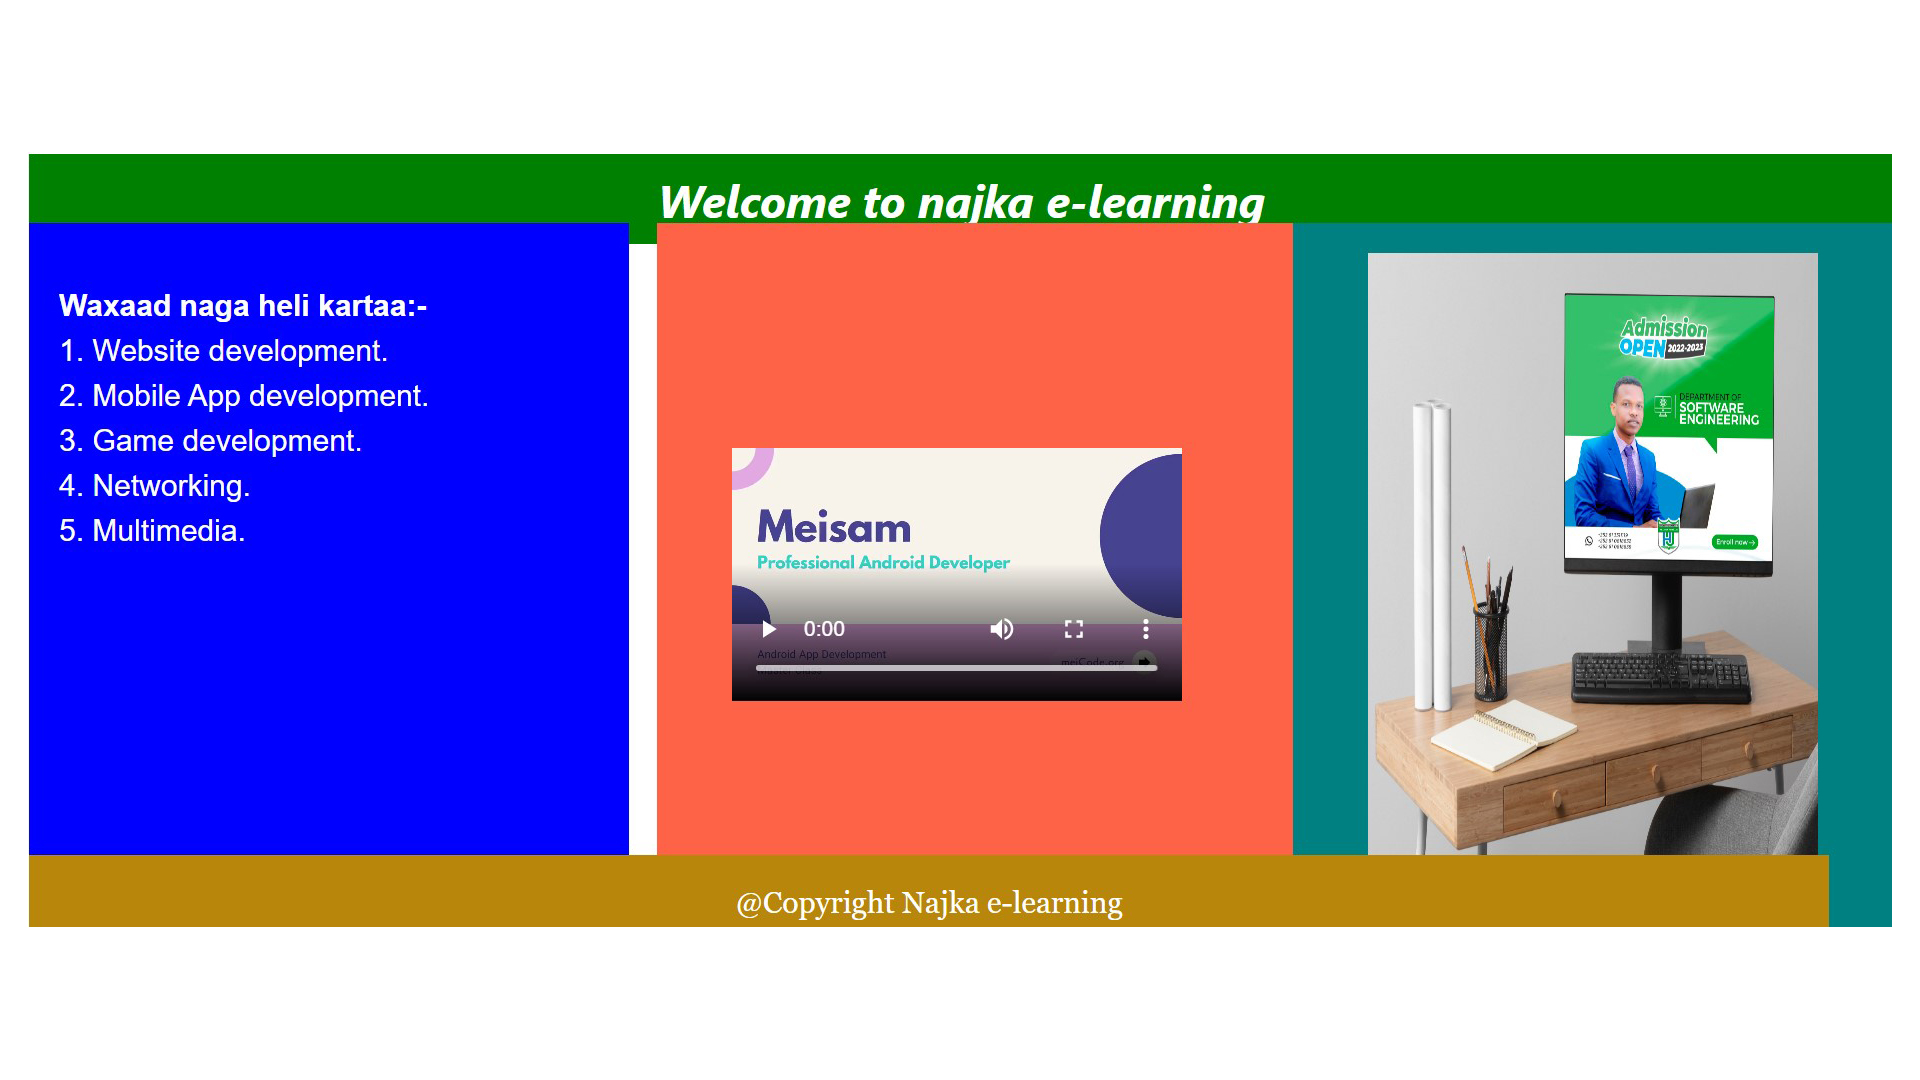 Welcome to najka e-learning
Waxaad naga heli kartaa:-
1. Website development.
2. Mobile App development.
3. Game development.
4. Networking.
5. Multimedia.
Meisam
Professional Android Developer
0:00
Android App Development
meiCode.org
Admission
OPEN 2022-2023
DEPARTMENT OF
SOFTWARE
ENGINEERING
Enroll now
@Copyright Najka e-learning